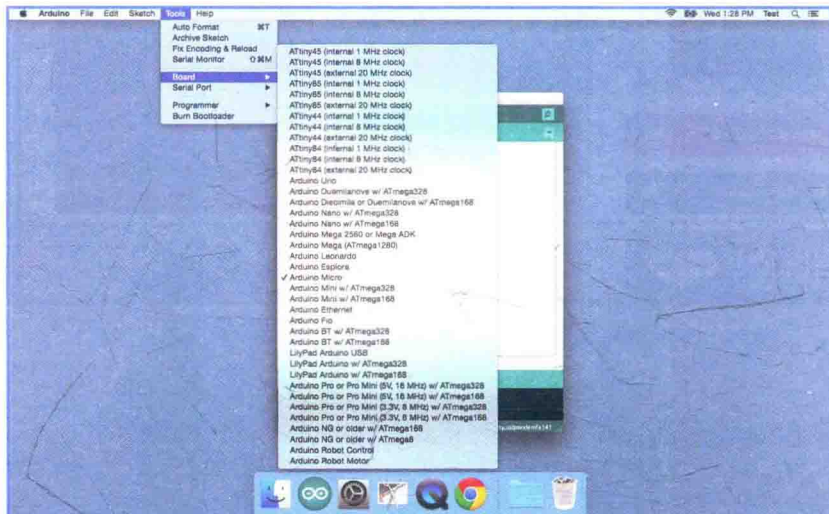 Arduino File Edit Sketch Tools Help
Wed 1:28 PM Test
Auto Format ⌘T
Archive Sketch
Fix Encoding & Reload
Serial Monitor ⇧⌘M
Board
Serial Port
Programmer
Burn Bootloader
ATtiny45 (internal 1 MHz clock)
ATtiny45 (internal 8 MHz clock)
ATtiny45 (external 20 MHz clock)
ATtiny85 (internal 1 MHz clock)
ATtiny85 (internal 8 MHz clock)
ATtiny85 (external 20 MHz clock)
ATtiny44 (internal 1 MHz clock)
ATtiny44 (internal 8 MHz clock)
ATtiny44 (external 20 MHz clock)
ATtiny84 (internal 1 MHz clock)
ATtiny84 (internal 8 MHz clock)
ATtiny84 (external 20 MHz clock)
Arduino Uno
Arduino Duemilanove w/ ATmega328
Arduino Diecimila or Duemilanove w/ ATmega168
Arduino Nano w/ ATmega328
Arduino Nano w/ ATmega168
Arduino Mega 2560 or Mega ADK
Arduino Mega (ATmega1280)
Arduino Leonardo
Arduino Esplora
✓ Arduino Micro
Arduino Mini w/ ATmega328
Arduino Mini w/ ATmega168
Arduino Ethernet
Arduino Fio
Arduino BT w/ ATmega328
Arduino BT w/ ATmega168
LilyPad Arduino USB
LilyPad Arduino w/ ATmega328
LilyPad Arduino w/ ATmega168
Arduino Pro or Pro Mini (5V, 16 MHz) w/ ATmega328
Arduino Pro or Pro Mini (5V, 16 MHz) w/ ATmega168
Arduino Pro or Pro Mini (3.3V, 8 MHz) w/ ATmega328
Arduino Pro or Pro Mini (3.3V, 8 MHz) w/ ATmega168
Arduino NG or older w/ ATmega168
Arduino NG or older w/ ATmega8
Arduino Robot Control
Arduino Robot Motor